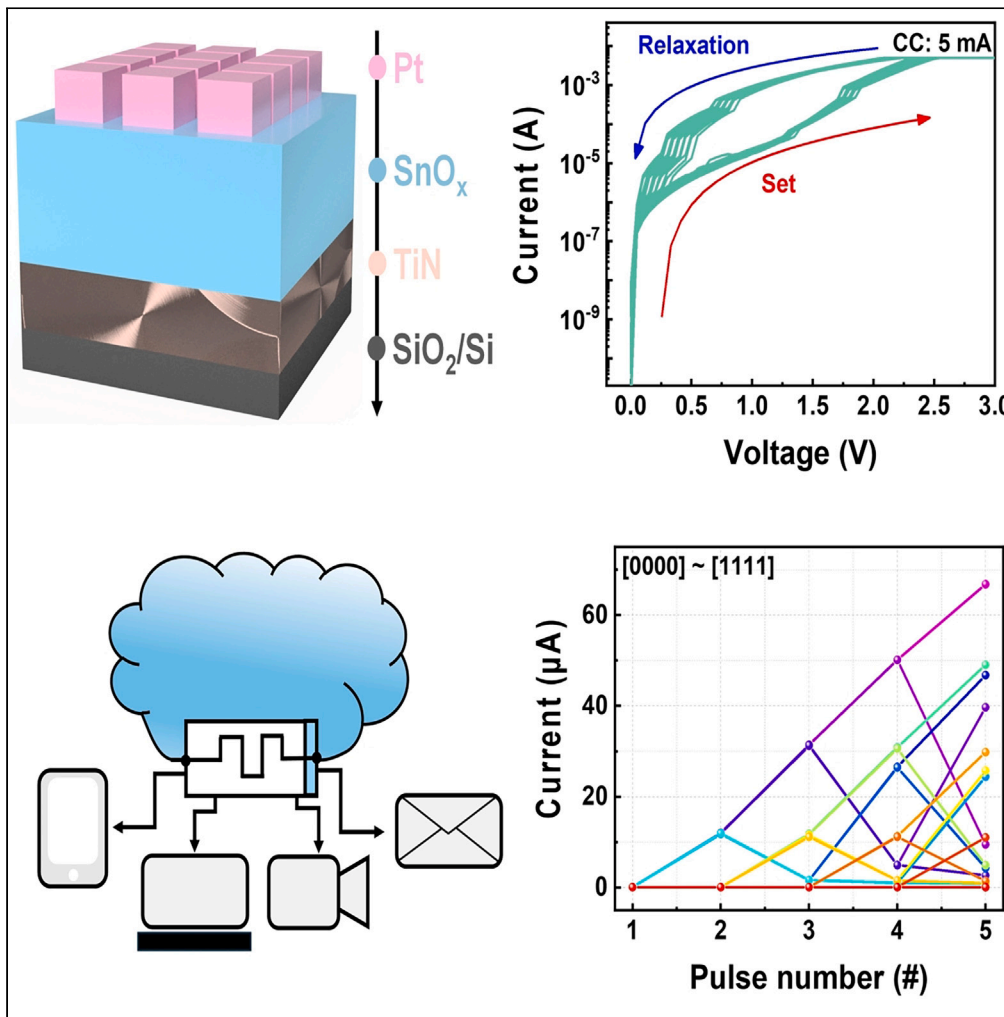 Pt
SnOₓ
TiN
SiO₂/Si
Relaxation
CC: 5 mA
Set
10⁻³
10⁻⁵
10⁻⁷
10⁻⁹
Current (A)
0.0 0.5 1.0 1.5 2.0 2.5 3.0
Voltage (V)
[0000] ~ [1111]
60
40
20
0
Current (µA)
1 2 3 4 5
Pulse number (#)